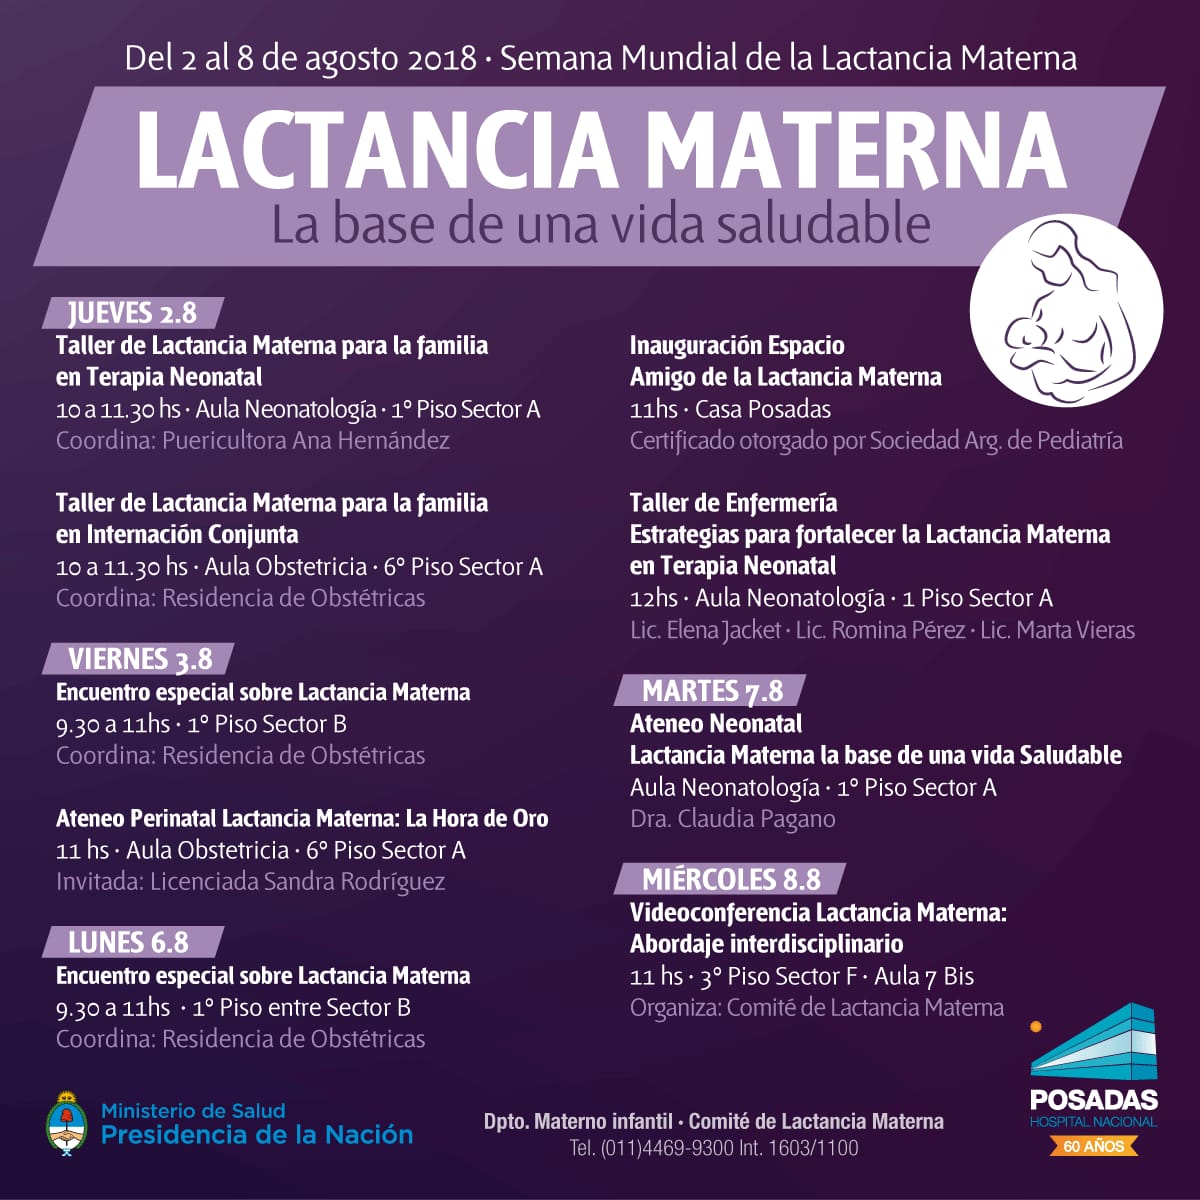 Del 2 al 8 de agosto 2018 · Semana Mundial de la Lactancia Materna
LACTANCIA MATERNA
La base de una vida saludable
JUEVES 2.8
Taller de Lactancia Materna para la familia
en Terapia Neonatal
10 a 11.30 hs · Aula Neonatología · 1° Piso Sector A
Coordina: Puericultora Ana Hernández
Taller de Lactancia Materna para la familia
en Internación Conjunta
10 a 11.30 hs · Aula Obstetricia · 6° Piso Sector A
Coordina: Residencia de Obstétricas
VIERNES 3.8
Encuentro especial sobre Lactancia Materna
9.30 a 11hs · 1° Piso Sector B
Coordina: Residencia de Obstétricas
Ateneo Perinatal Lactancia Materna: La Hora de Oro
11 hs · Aula Obstetricia · 6° Piso Sector A
Invitada: Licenciada Sandra Rodríguez
LUNES 6.8
Encuentro especial sobre Lactancia Materna
9.30 a 11hs · 1° Piso entre Sector B
Coordina: Residencia de Obstétricas
Inauguración Espacio
Amigo de la Lactancia Materna
11hs · Casa Posadas
Certificado otorgado por Sociedad Arg. de Pediatría
Taller de Enfermería
Estrategias para fortalecer la Lactancia Materna
en Terapia Neonatal
12hs · Aula Neonatología · 1 Piso Sector A
Lic. Elena Jacket · Lic. Romina Pérez · Lic. Marta Vieras
MARTES 7.8
Ateneo Neonatal
Lactancia Materna la base de una vida Saludable
Aula Neonatología · 1° Piso Sector A
Dra. Claudia Pagano
MIÉRCOLES 8.8
Videoconferencia Lactancia Materna:
Abordaje interdisciplinario
11 hs · 3° Piso Sector F · Aula 7 Bis
Organiza: Comité de Lactancia Materna
Ministerio de Salud
Presidencia de la Nación
Dpto. Materno infantil · Comité de Lactancia Materna
Tel. (011)4469-9300 Int. 1603/1100
POSADAS
HOSPITAL NACIONAL
60 AÑOS